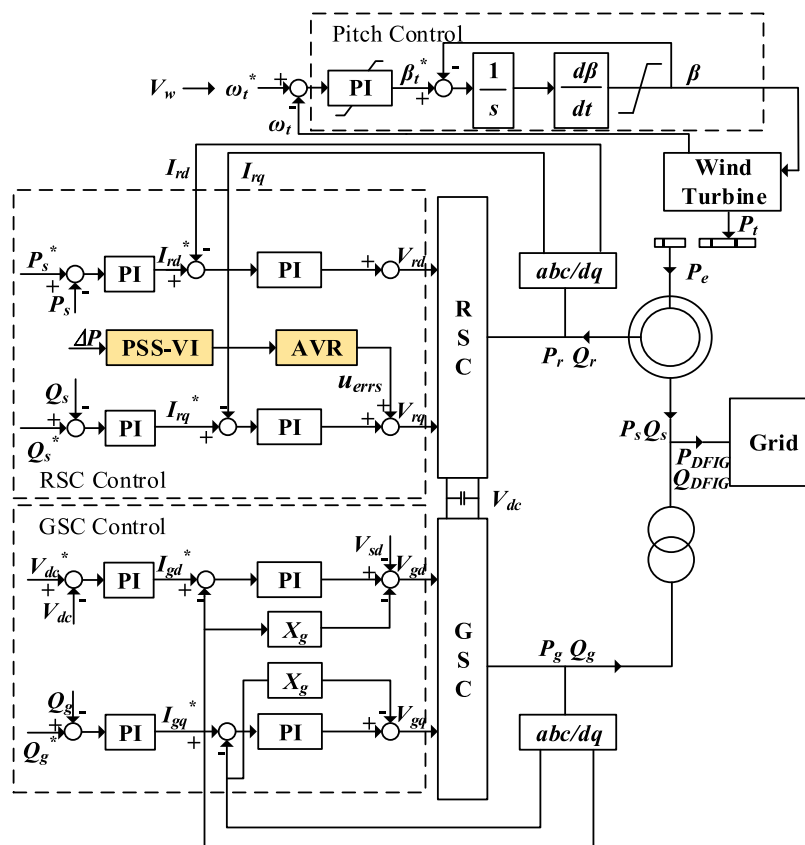 Pitch Control
V_w
ω_t*
+
-
PI
β_t*
+
-
1
s
dβ
dt
β
ω_t
I_rd
I_rq
Wind
Turbine
P_t
P_e
abc/dq
P_r Q_r
P_s Q_s
P_DFIG
Q_DFIG
Grid
P_s*
+
P_s
-
PI
I_rd*
+
-
PI
+
V_rd
ΔP
PSS-VI
AVR
u_errs
Q_s
-
+
Q_s*
PI
I_rq*
+
-
PI
+
+
V_rq
RSC Control
R
S
C
V_dc
GSC Control
V_dc*
+
V_dc
-
PI
I_gd*
+
-
PI
V_sd
-
+
-
V_gd
X_g
X_g
Q_g
-
+
Q_g*
PI
I_gq*
+
-
PI
+
-
V_gq
G
S
C
P_g Q_g
abc/dq